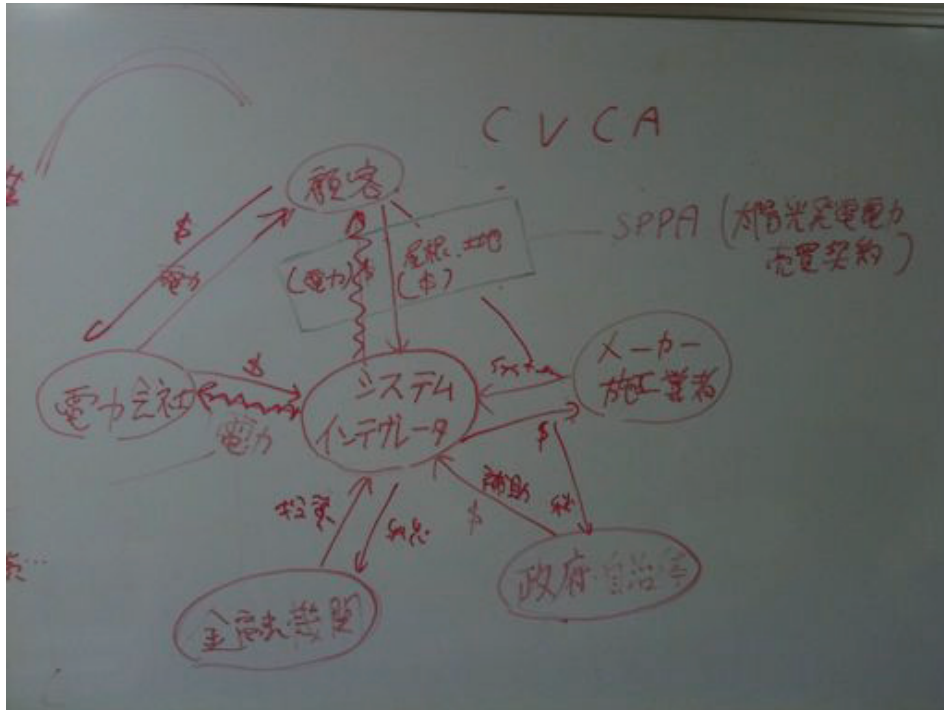 CVCA
顧客
SPPA (太陽光発電電力
売買契約)
$
電力
(電力)
屋根、土地
($)
メーカー
施工業者
$
システム
インテグレータ
電力会社
電力
$
補助
$
税
投資
政府・自治体
金融機関